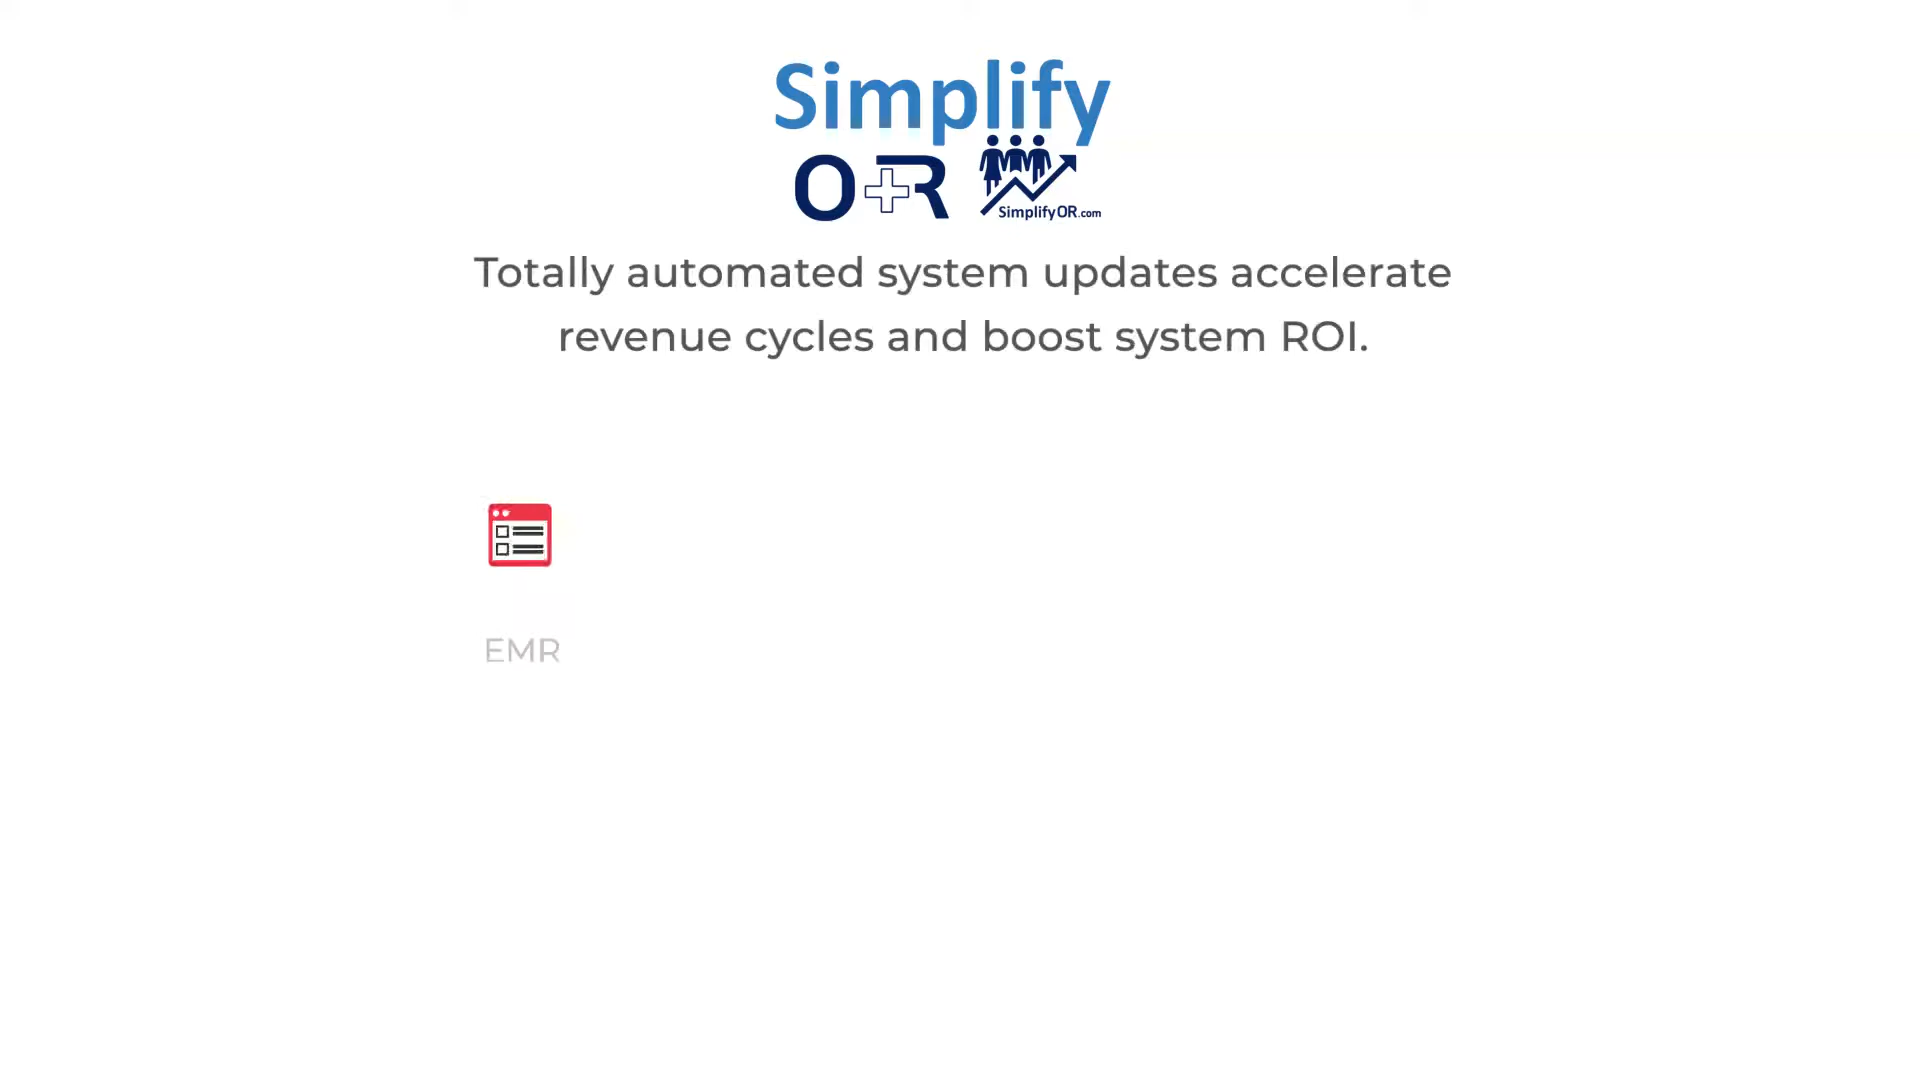 Simplify
OR
SimplifyOR.com
Totally automated system updates accelerate
revenue cycles and boost system ROI.
EMR